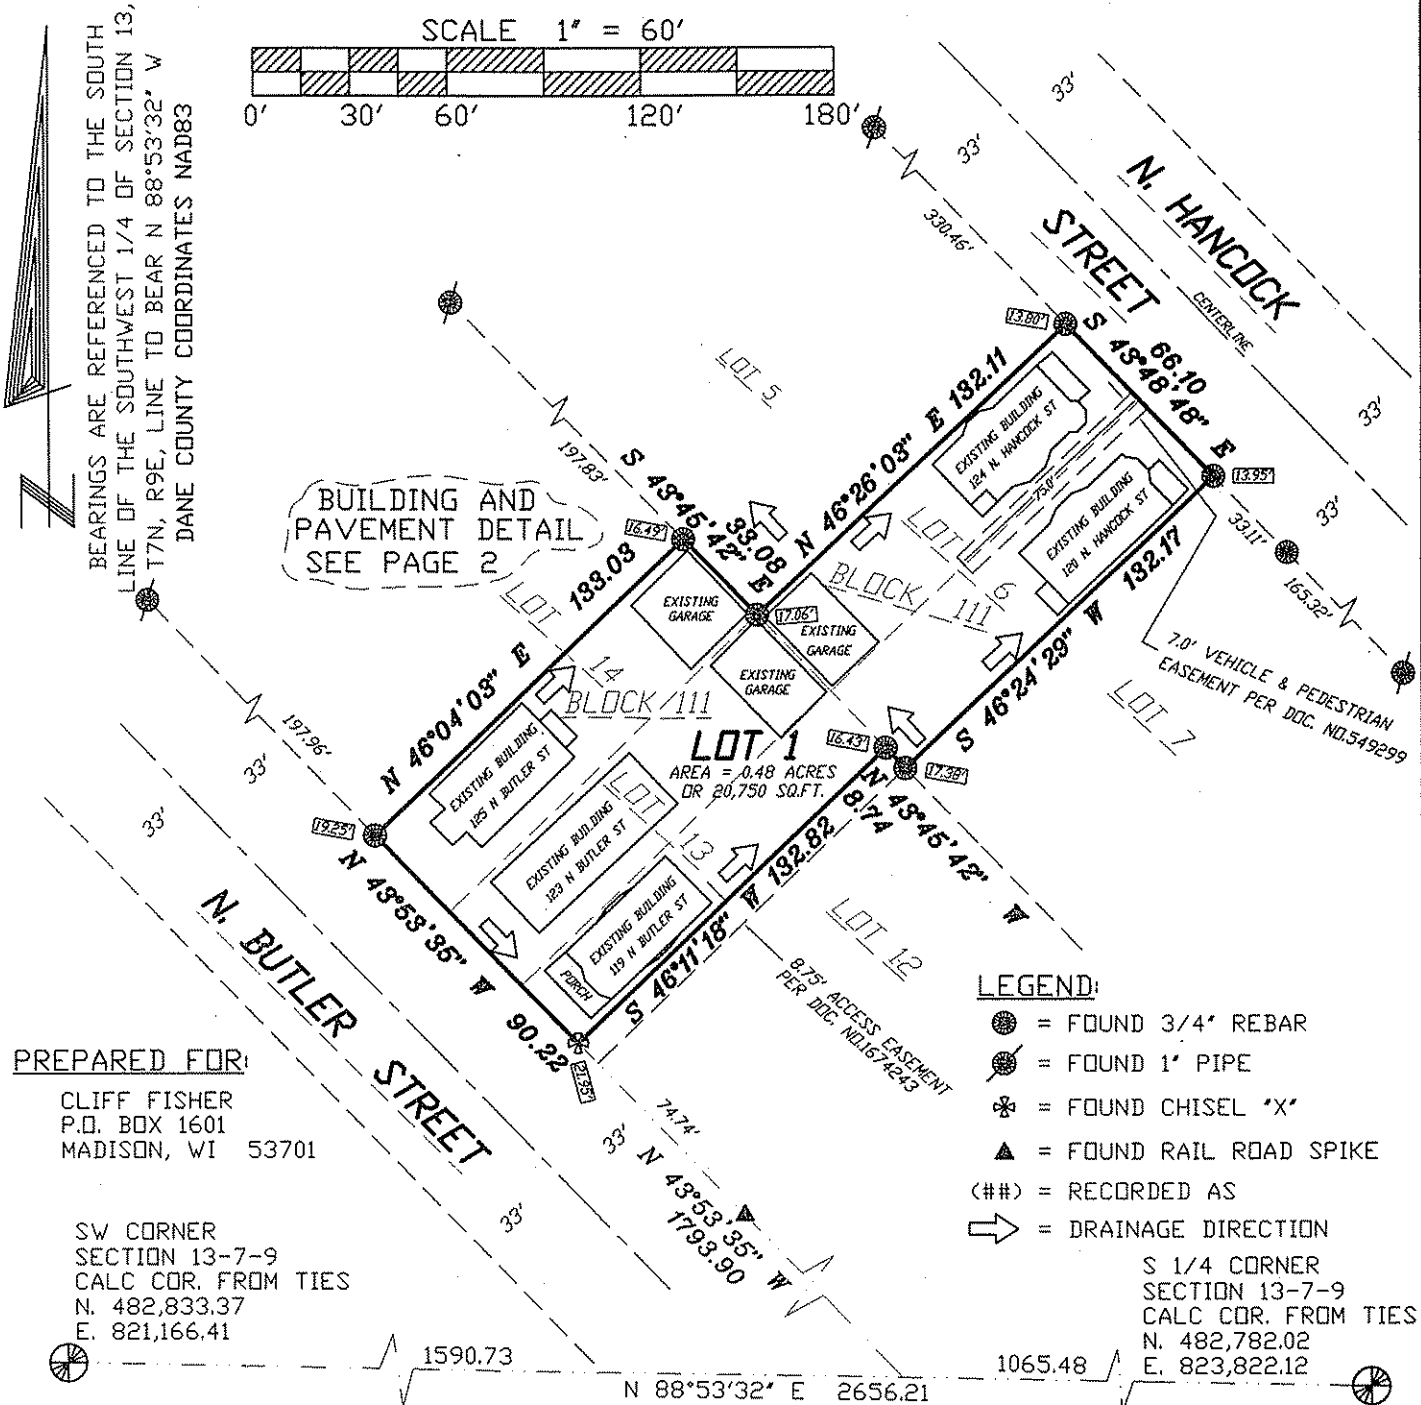 SCALE 1" = 60'
0' 30' 60' 120' 180'
BEARINGS ARE REFERENCED TO THE SOUTH
LINE OF THE SOUTHWEST 1/4 OF SECTION 13,
T7N, R9E, LINE TO BEAR N 88°53'32" W
DANE COUNTY COORDINATES NAD83
N
33'
33'
N. HANCOCK
STREET
CENTERLINE
33'
33'
330.46'
13.80'
S 43°48'48" E
66.10
13.95'
33.11'
165.32'
LOT 5
197.83'
S 43°45'42" E
33.08
16.49'
N 46°26'03" E 132.11
EXISTING BUILDING
124 N. HANCOCK ST
75.0'
EXISTING BUILDING
120 N. HANCOCK ST
S 46°24'29" W 132.17
LOT 6
BLOCK 111
7.0' VEHICLE & PEDESTRIAN
EASEMENT PER DOC. NO.549299
LOT 7
BUILDING AND
PAVEMENT DETAIL
SEE PAGE 2
N 46°04'03" E 133.03
LOT 14
BLOCK 111
EXISTING
GARAGE
17.06'
EXISTING
GARAGE
EXISTING
GARAGE
LOT 1
AREA = 0.48 ACRES
OR 20,750 SQ.FT.
16.43'
17.38'
N 43°45'42" W
8.74
197.96'
33'
33'
19.25'
EXISTING BUILDING
125 N BUTLER ST
EXISTING BUILDING
123 N BUTLER ST
LOT 13
EXISTING BUILDING
119 N BUTLER ST
PORCH
S 46°11'18" W 132.82
LOT 12
8.75' ACCESS EASEMENT
PER DOC. NO.1674243
N 43°53'35" W 90.22
21.95'
N. BUTLER
STREET
74.74'
33'
33'
N 43°53'35" W
1793.90
PREPARED FOR:
CLIFF FISHER
P.O. BOX 1601
MADISON, WI 53701
LEGEND:
= FOUND 3/4" REBAR
= FOUND 1" PIPE
= FOUND CHISEL "X"
= FOUND RAIL ROAD SPIKE
(##) = RECORDED AS
= DRAINAGE DIRECTION
SW CORNER
SECTION 13-7-9
CALC COR. FROM TIES
N. 482,833.37
E. 821,166.41
S 1/4 CORNER
SECTION 13-7-9
CALC COR. FROM TIES
N. 482,782.02
E. 823,822.12
1590.73
1065.48
N 88°53'32" E 2656.21